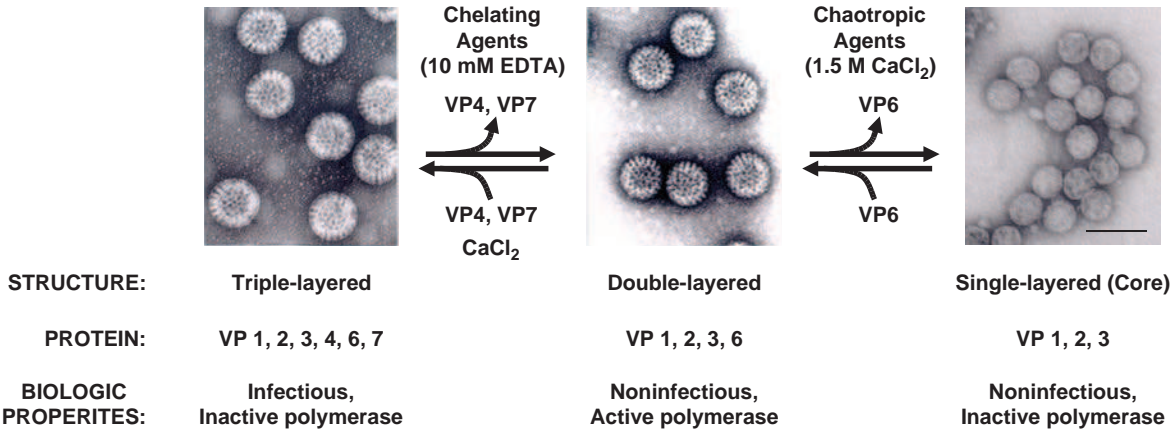 Chelating
Agents
(10 mM EDTA)
VP4, VP7
VP4, VP7
CaCl₂
Chaotropic
Agents
(1.5 M CaCl₂)
VP6
VP6
STRUCTURE: Triple-layered Double-layered Single-layered (Core)
PROTEIN: VP 1, 2, 3, 4, 6, 7 VP 1, 2, 3, 6 VP 1, 2, 3
BIOLOGIC Infectious, Noninfectious, Noninfectious,
PROPERITES: Inactive polymerase Active polymerase Inactive polymerase